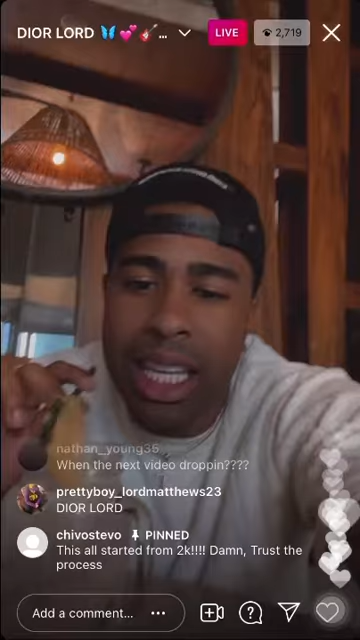 DIOR LORD 🦋💕🎸...
LIVE
2,719
nathan_young35
When the next video droppin????
prettyboy_lordmatthews23
DIOR LORD
chivostevo PINNED
This all started from 2k!!!! Damn, Trust the
process
Add a comment...